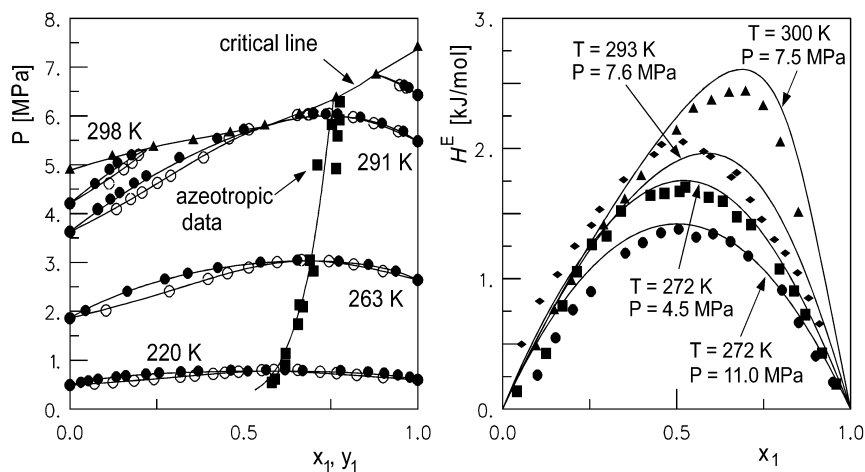 8.
7.
6.
5.
4.
3.
2.
1.
0.
P [MPa]
critical line
298 K
291 K
azeotropic
data
263 K
220 K
0.0
0.5
1.0
x1, y1
3.
2.
1.
0.
H^E [kJ/mol]
T = 300 K
P = 7.5 MPa
T = 293 K
P = 7.6 MPa
T = 272 K
P = 4.5 MPa
T = 272 K
P = 11.0 MPa
0.0
0.5
1.0
x1